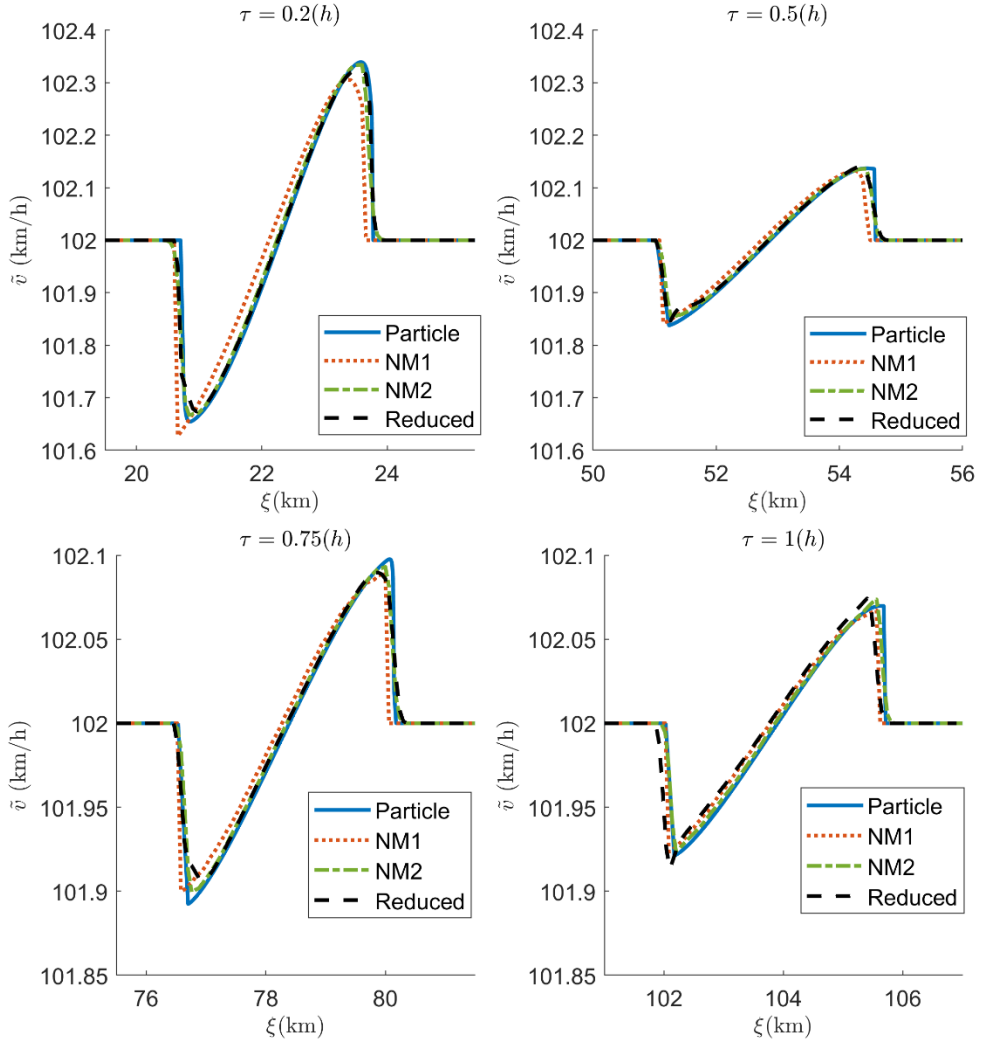 τ = 0.2(h)
102.4
102.3
102.2
102.1
102
101.9
101.8
101.7
101.6
ṽ (km/h)
20
22
24
ξ(km)
Particle
NM1
NM2
Reduced
τ = 0.5(h)
102.4
102.3
102.2
102.1
102
101.9
101.8
101.7
101.6
ṽ (km/h)
50
52
54
56
ξ(km)
Particle
NM1
NM2
Reduced
τ = 0.75(h)
102.1
102.05
102
101.95
101.9
101.85
ṽ (km/h)
76
78
80
ξ(km)
Particle
NM1
NM2
Reduced
τ = 1(h)
102.1
102.05
102
101.95
101.9
101.85
ṽ (km/h)
102
104
106
ξ(km)
Particle
NM1
NM2
Reduced